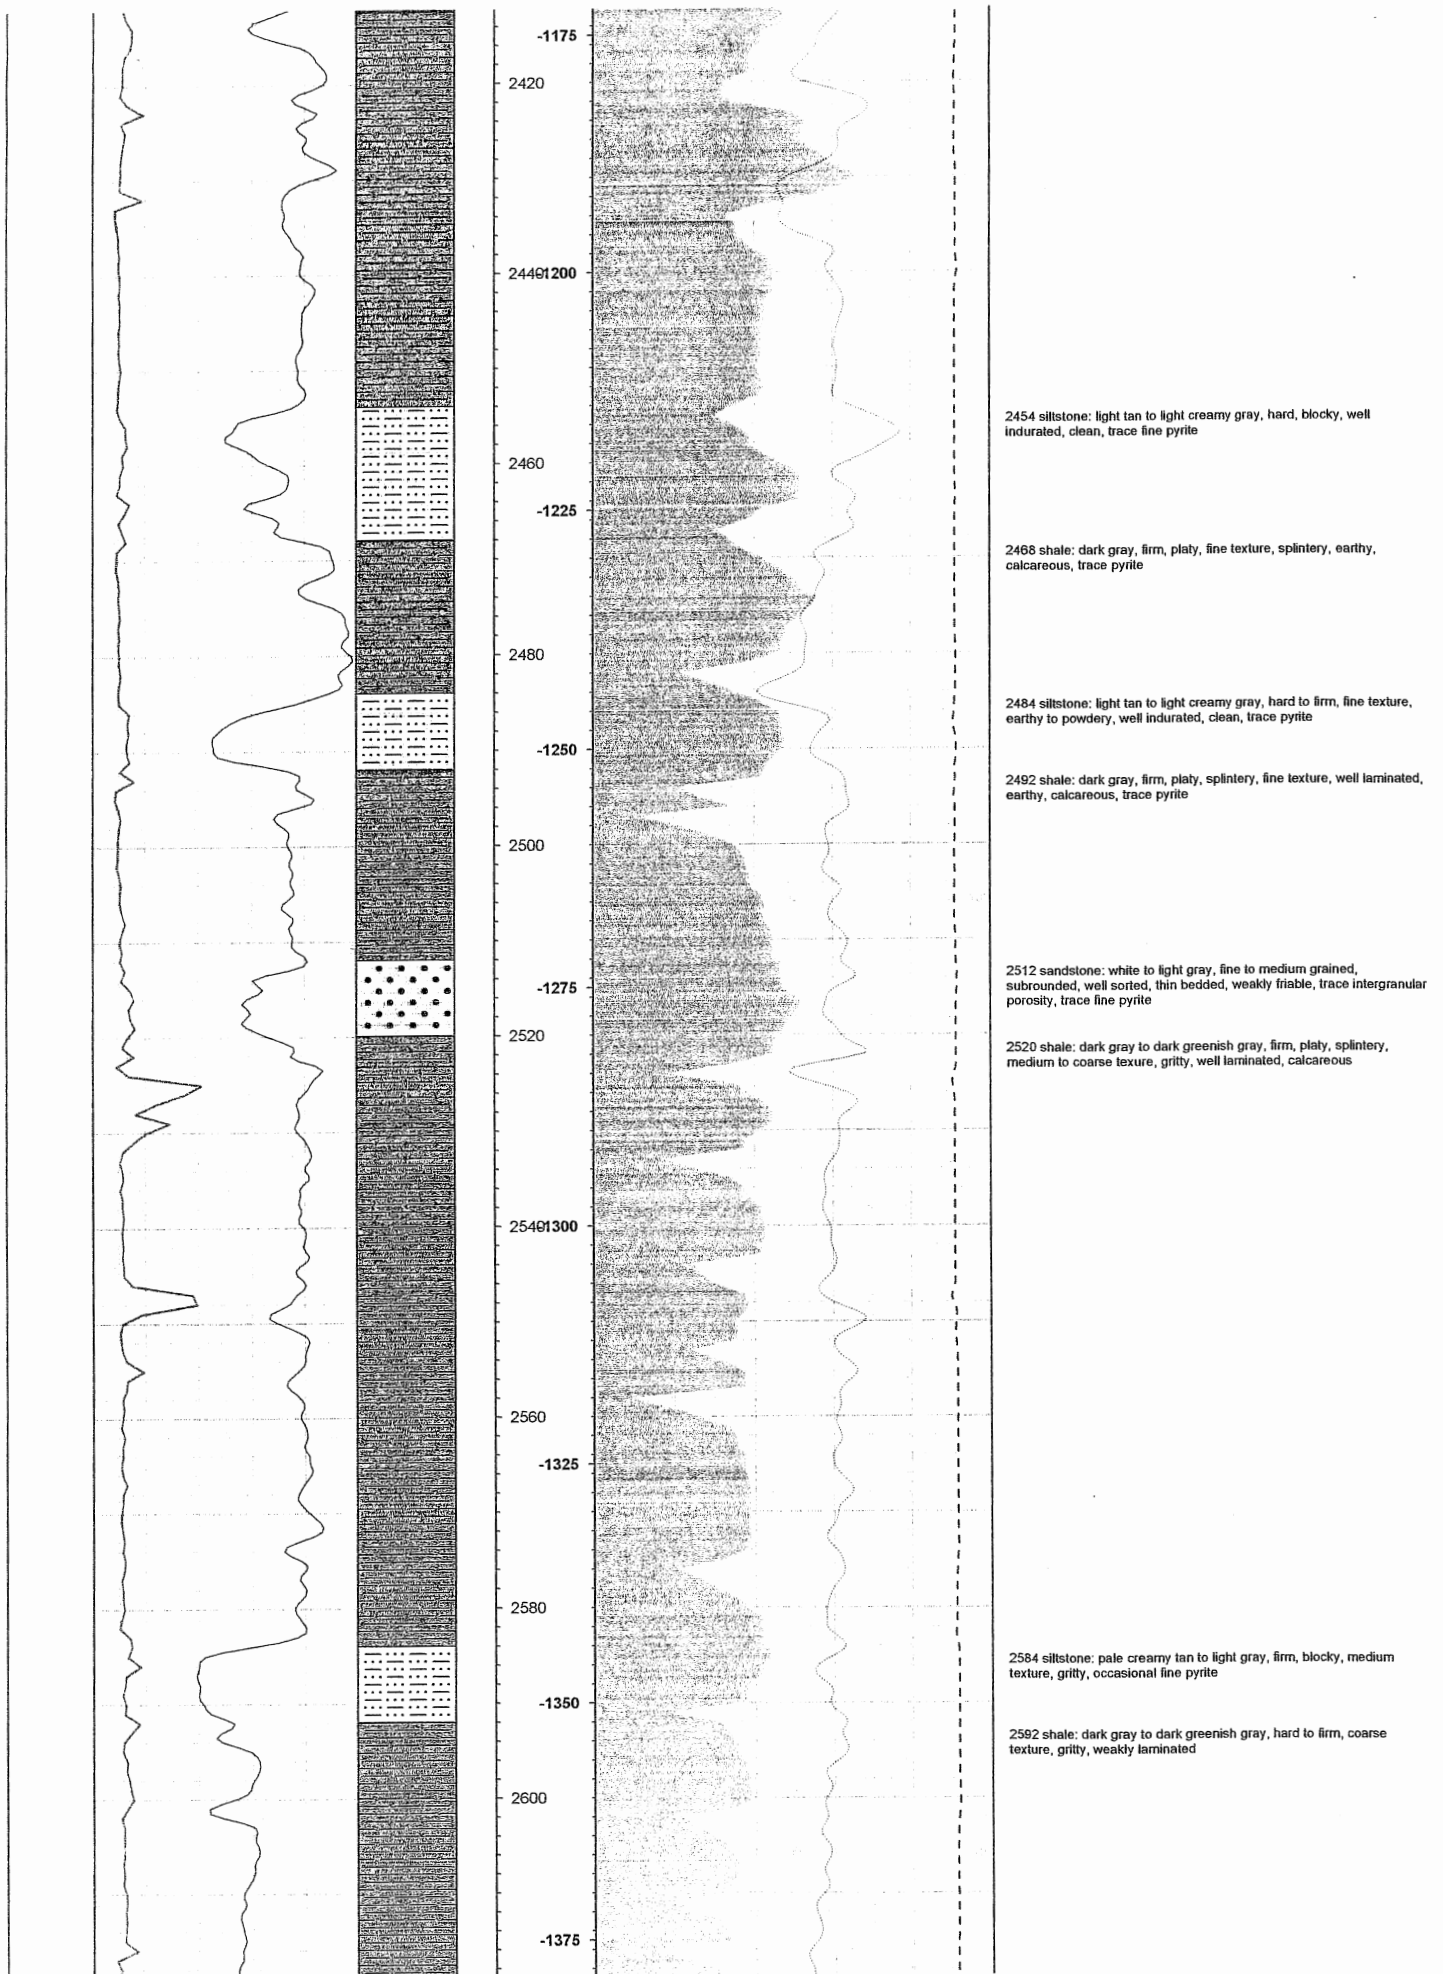 -1175
2420
2440-1200
2454 siltstone: light tan to light creamy gray, hard, blocky, well
indurated, clean, trace fine pyrite
2460
-1225
2468 shale: dark gray, firm, platy, fine texture, splintery, earthy,
calcareous, trace pyrite
2480
2484 siltstone: light tan to light creamy gray, hard to firm, fine texture,
earthy to powdery, well indurated, clean, trace pyrite
-1250
2492 shale: dark gray, firm, platy, splintery, fine texture, well laminated,
earthy, calcareous, trace pyrite
2500
2512 sandstone: white to light gray, fine to medium grained,
subrounded, well sorted, thin bedded, weakly friable, trace intergranular
porosity, trace fine pyrite
-1275
2520
2520 shale: dark gray to dark greenish gray, firm, platy, splintery,
medium to coarse texure, gritty, well laminated, calcareous
2540-1300
2560
-1325
2580
2584 siltstone: pale creamy tan to light gray, firm, blocky, medium
texture, gritty, occasional fine pyrite
-1350
2592 shale: dark gray to dark greenish gray, hard to firm, coarse
texture, gritty, weakly laminated
2600
-1375